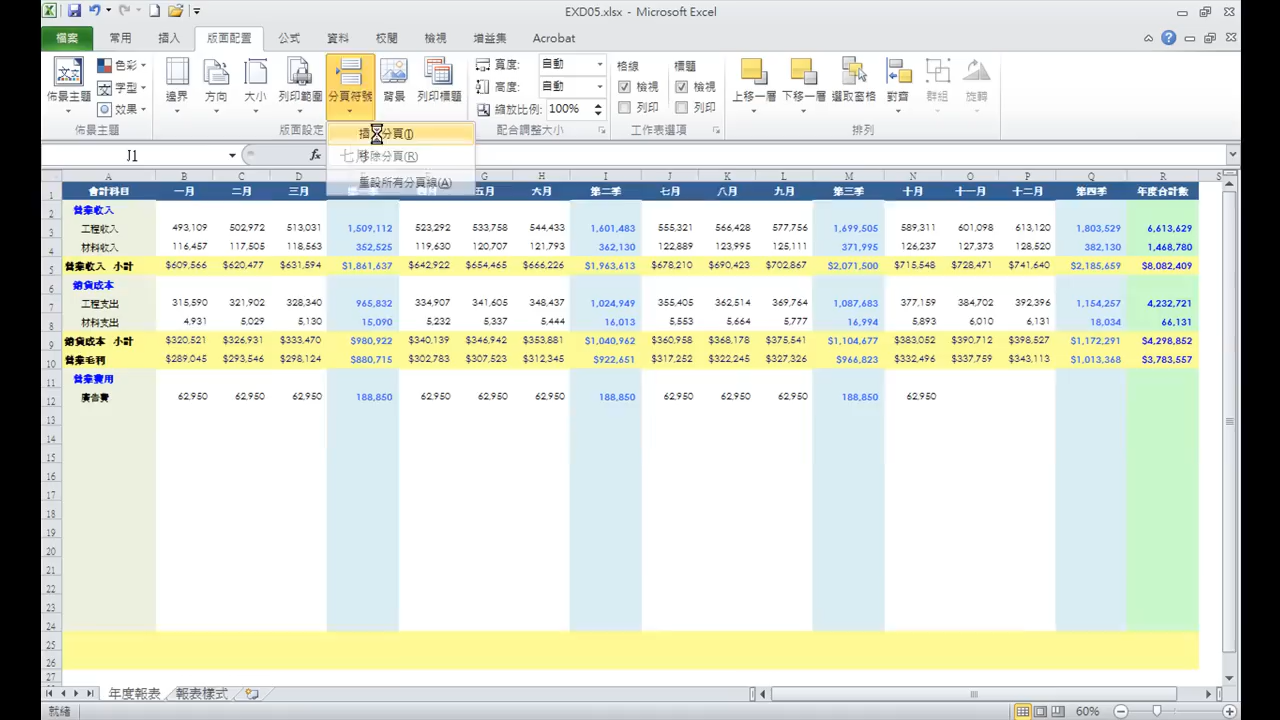 EXD05.xlsx - Microsoft Excel
檔案 常用 插入 版面配置 公式 資料 校閱 檢視 增益集 Acrobat
佈景主題 色彩 字型 效果 邊界 方向 大小 列印範圍 分頁符號 背景 列印標題 寬度: 自動 高度: 自動 縮放比例: 100% 格線 檢視 列印 標題 檢視 列印 上移一層 下移一層 選取窗格 對齊 群組 旋轉
佈景主題 版面設定 配合調整大小 工作表選項 排列
分頁(I)
移除分頁(R)
重設所有分頁線(A)
J1 fx
A B C D G H I J K L M N O P Q R S
1 會計科目 一月 二月 三月 五月 六月 第二季 七月 八月 九月 第三季 十月 十一月 十二月 第四季 年度合計數
2 營業收入
3 工程收入 493,109 502,972 513,031 1,509,112 523,292 533,758 544,433 1,601,483 555,321 566,428 577,756 1,699,505 589,311 601,098 613,120 1,803,529 6,613,629
4 材料收入 116,457 117,505 118,563 352,525 119,630 120,707 121,793 362,130 122,889 123,995 125,111 371,995 126,237 127,373 128,520 382,130 1,468,780
5 營業收入 小計 $609,566 $620,477 $631,594 $1,861,637 $642,922 $654,465 $666,226 $1,963,613 $678,210 $690,423 $702,867 $2,071,500 $715,548 $728,471 $741,640 $2,185,659 $8,082,409
6 銷貨成本
7 工程支出 315,590 321,902 328,340 965,832 334,907 341,605 348,437 1,024,949 355,405 362,514 369,764 1,087,683 377,159 384,702 392,396 1,154,257 4,232,721
8 材料支出 4,931 5,029 5,130 15,090 5,232 5,337 5,444 16,013 5,553 5,664 5,777 16,994 5,893 6,010 6,131 18,034 66,131
9 銷貨成本 小計 $320,521 $326,931 $333,470 $980,922 $340,139 $346,942 $353,881 $1,040,962 $360,958 $368,178 $375,541 $1,104,677 $383,052 $390,712 $398,527 $1,172,291 $4,298,852
10 營業毛利 $289,045 $293,546 $298,124 $880,715 $302,783 $307,523 $312,345 $922,651 $317,252 $322,245 $327,326 $966,823 $332,496 $337,759 $343,113 $1,013,368 $3,783,557
11 營業費用
12 廣告費 62,950 62,950 62,950 188,850 62,950 62,950 62,950 188,850 62,950 62,950 62,950 188,850 62,950
13
14
15
16
17
18
19
20
21
22
23
24
25
26
27
年度報表 報表樣式
就緒 60%